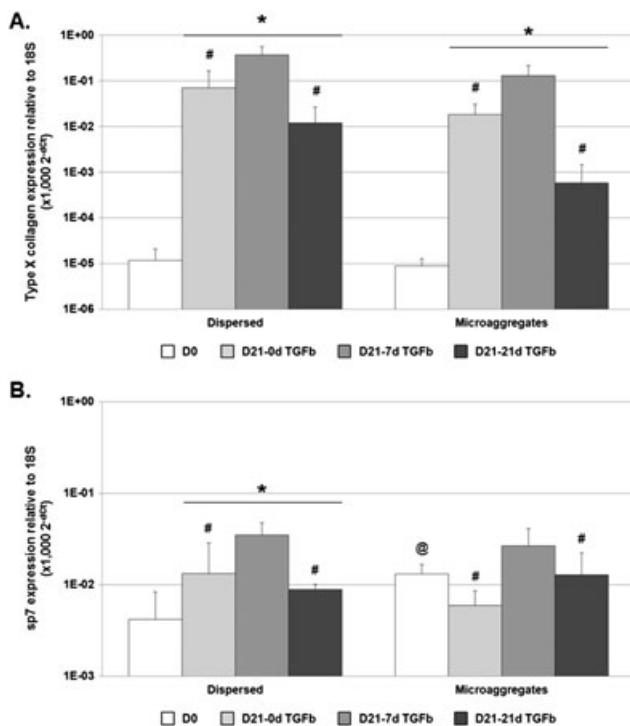 A.
Type X collagen expression relative to 18S
(x1,000 2-dCt)
1E+00
1E-01
1E-02
1E-03
1E-04
1E-05
1E-06
*
#
#
*
#
#
Dispersed Microaggregates
D0 D21-0d TGFb D21-7d TGFb D21-21d TGFb
B.
sp7 expression relative to 18S
(x1,000 2-dCt)
1E+00
1E-01
1E-02
1E-03
*
#
#
@
#
#
Dispersed Microaggregates
D0 D21-0d TGFb D21-7d TGFb D21-21d TGFb